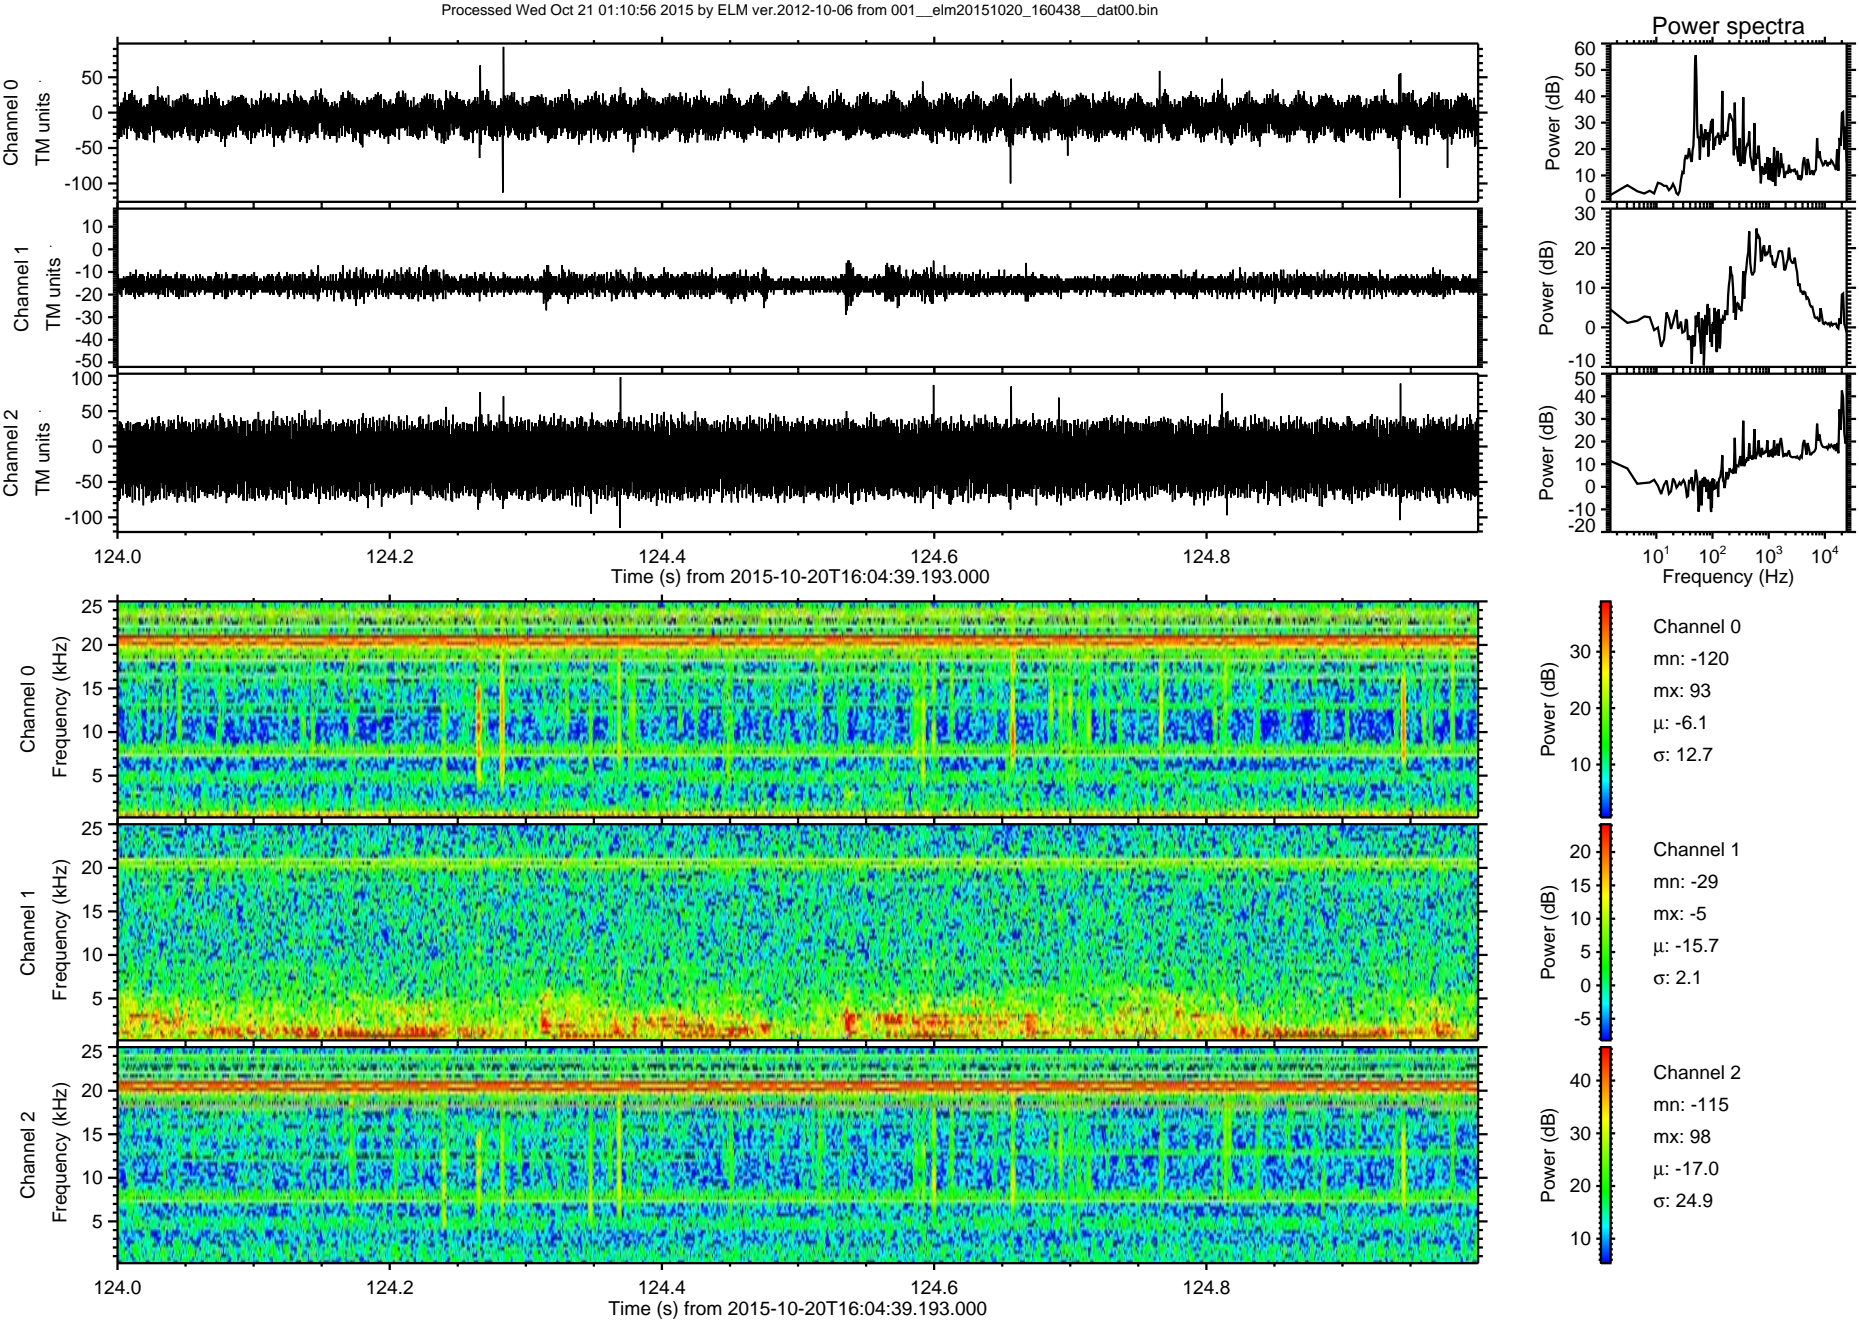 Processed Wed Oct 21 01:10:56 2015 by ELM ver.2012-10-06 from 001__elm20151020_160438__dat00.bin
Power spectra
Channel 0
TM units
50
0
-50
-100
Power (dB)
60
50
40
30
20
10
0
Channel 1
TM units
10
0
-10
-20
-30
-40
-50
Power (dB)
30
20
10
0
-10
Channel 2
TM units
100
50
0
-50
-100
Power (dB)
50
40
30
20
10
0
-10
-20
124.0 124.2 124.4 124.6 124.8
Time (s) from 2015-10-20T16:04:39.193.000
10¹ 10² 10³ 10⁴
Frequency (Hz)
Channel 0
Frequency (kHz)
25
20
15
10
5
Power (dB)
30
20
10
Channel 0
mn: -120
mx: 93
μ: -6.1
σ: 12.7
Channel 1
Frequency (kHz)
25
20
15
10
5
Power (dB)
20
15
10
5
0
-5
Channel 1
mn: -29
mx: -5
μ: -15.7
σ: 2.1
Channel 2
Frequency (kHz)
25
20
15
10
5
Power (dB)
40
30
20
10
Channel 2
mn: -115
mx: 98
μ: -17.0
σ: 24.9
124.0 124.2 124.4 124.6 124.8
Time (s) from 2015-10-20T16:04:39.193.000